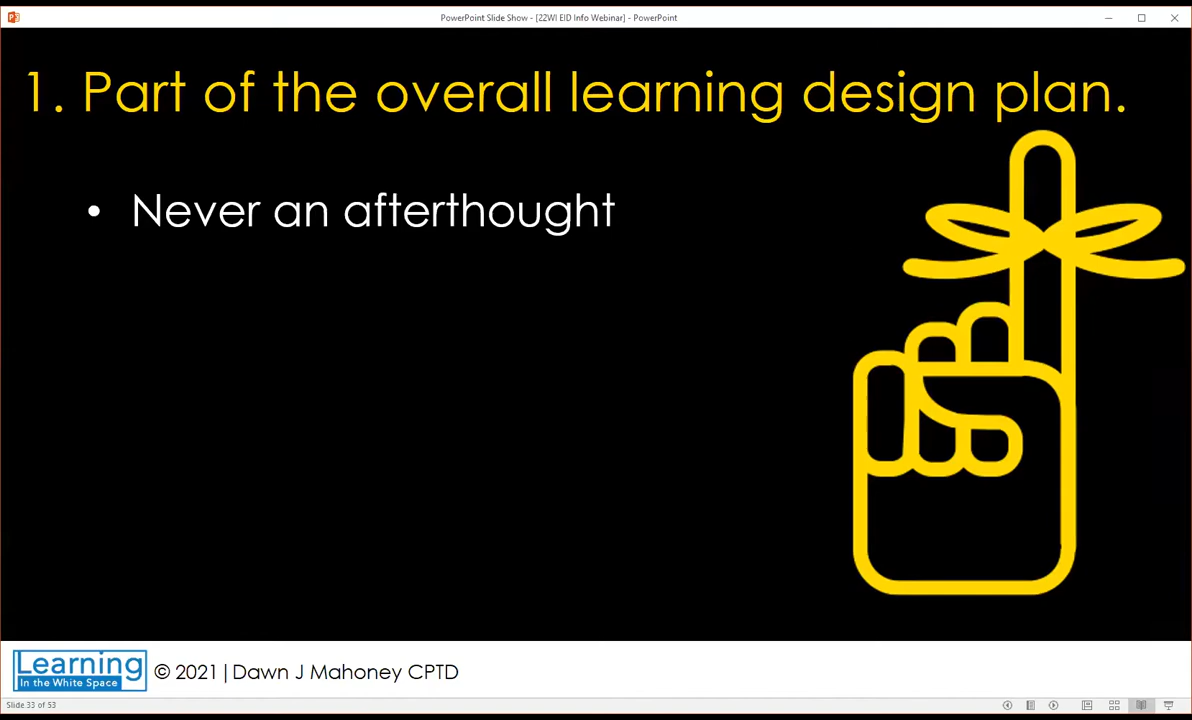 PowerPoint Slide Show - [22WI EID Info Webinar] - PowerPoint
1. Part of the overall learning design plan.
• Never an afterthought
Learning
In the White Space
© 2021 | Dawn J Mahoney CPTD
Slide 33 of 53